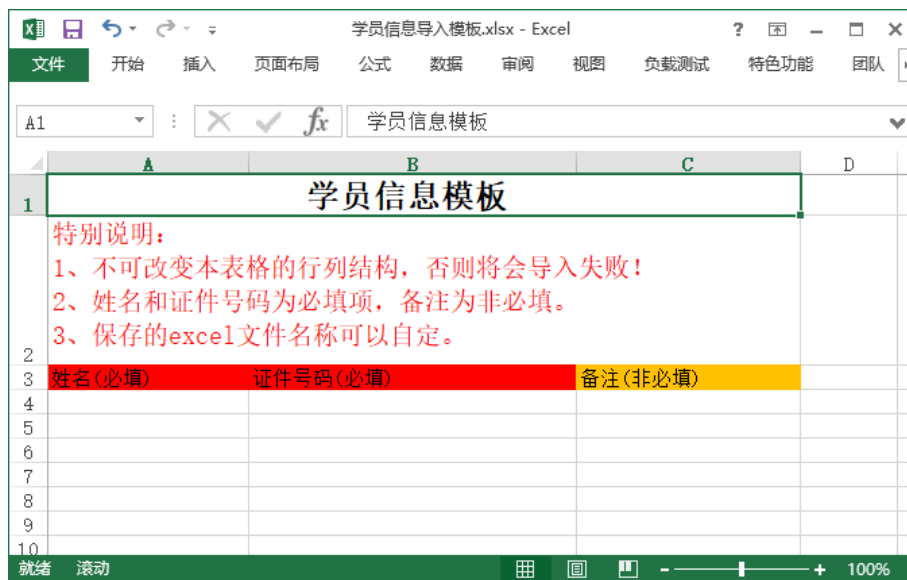 学员信息导入模板.xlsx - Excel
?
文件 开始 插入 页面布局 公式 数据 审阅 视图 负载测试 特色功能 团队
A1 fx 学员信息模板
A B C D
1 学员信息模板
特别说明：
1、不可改变本表格的行列结构，否则将会导入失败！
2、姓名和证件号码为必填项，备注为非必填。
3、保存的excel文件名称可以自定。
2
3 姓名(必填) 证件号码(必填) 备注(非必填)
4
5
6
7
8
9
10
就绪 滚动 - + 100%